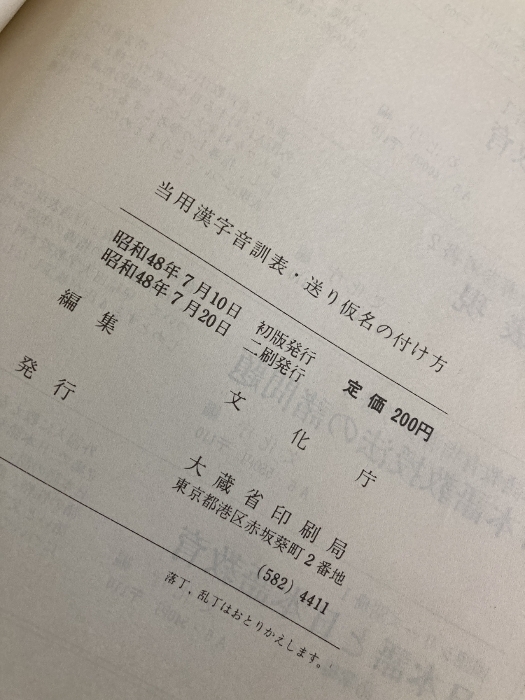 当用漢字音訓表・送り仮名の付け方
昭和48年7月10日 初版発行
定価 200円
昭和48年7月20日 二刷発行
編集 文化庁
発行 大蔵省印刷局
東京都港区赤坂葵町2番地
(582) 4411
落丁、乱丁はおとりかえします。